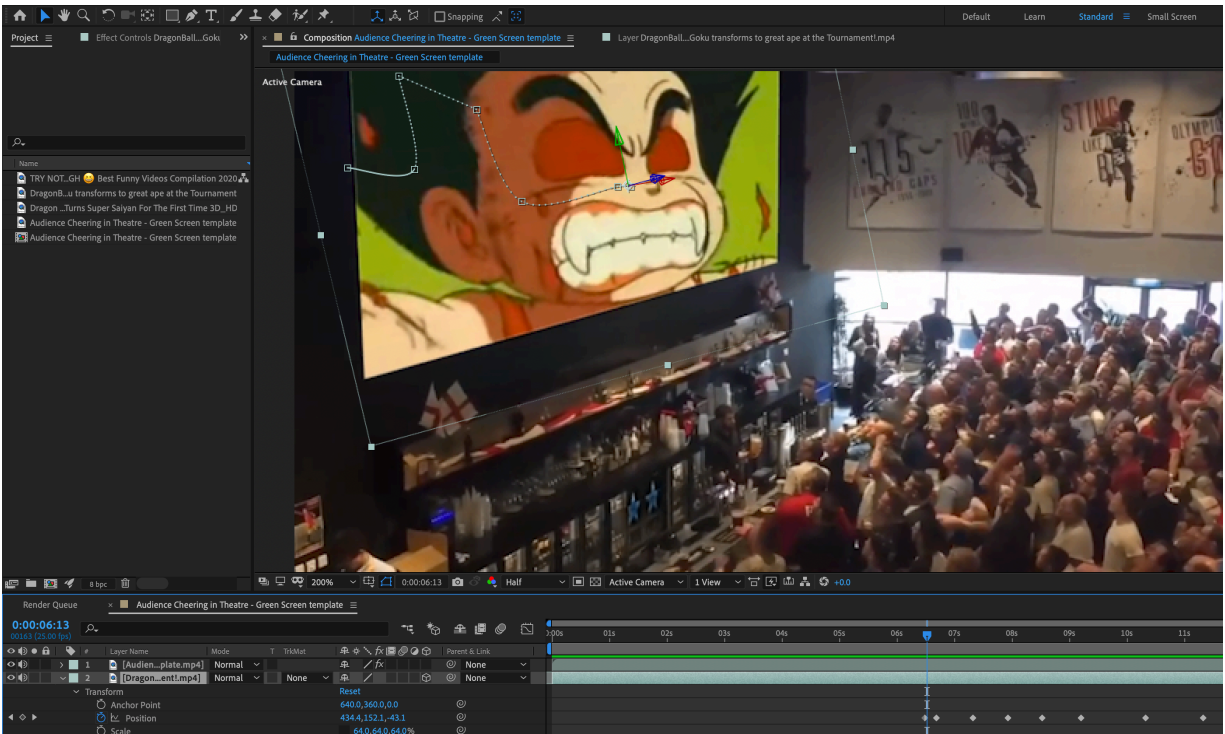 Snapping
Default
Learn
Standard
Small Screen
Project
Effect Controls DragonBall...Goku
Composition Audience Cheering in Theatre - Green Screen template
Layer DragonBall...Goku transforms to great ape at the Tournament!.mp4
Audience Cheering in Theatre - Green Screen template
Active Camera
115
100
STING
LIKE A
OLYMPIC
Name
TRY NOT...GH 😀 Best Funny Videos Compilation 2020
DragonB...u transforms to great ape at the Tournament
Dragon ...Turns Super Saiyan For The First Time 3D_HD
Audience Cheering in Theatre - Green Screen template
Audience Cheering in Theatre - Green Screen template
8 bpc
200%
0:00:06:13
Half
Active Camera
1 View
+0.0
Render Queue
Audience Cheering in Theatre - Green Screen template
0:00:06:13
00163 (25.00 fps)
:00s
01s
02s
03s
04s
05s
06s
07s
08s
09s
10s
11s
#
Layer Name
Mode
T
TrkMat
Parent & Link
1
[Audien...plate.mp4]
Normal
None
2
[Dragon...ent!.mp4]
Normal
None
None
Transform
Reset
Anchor Point
640.0,360.0,0.0
Position
434.4,152.1,-43.1
Scale
64.0,64.0,64.0%